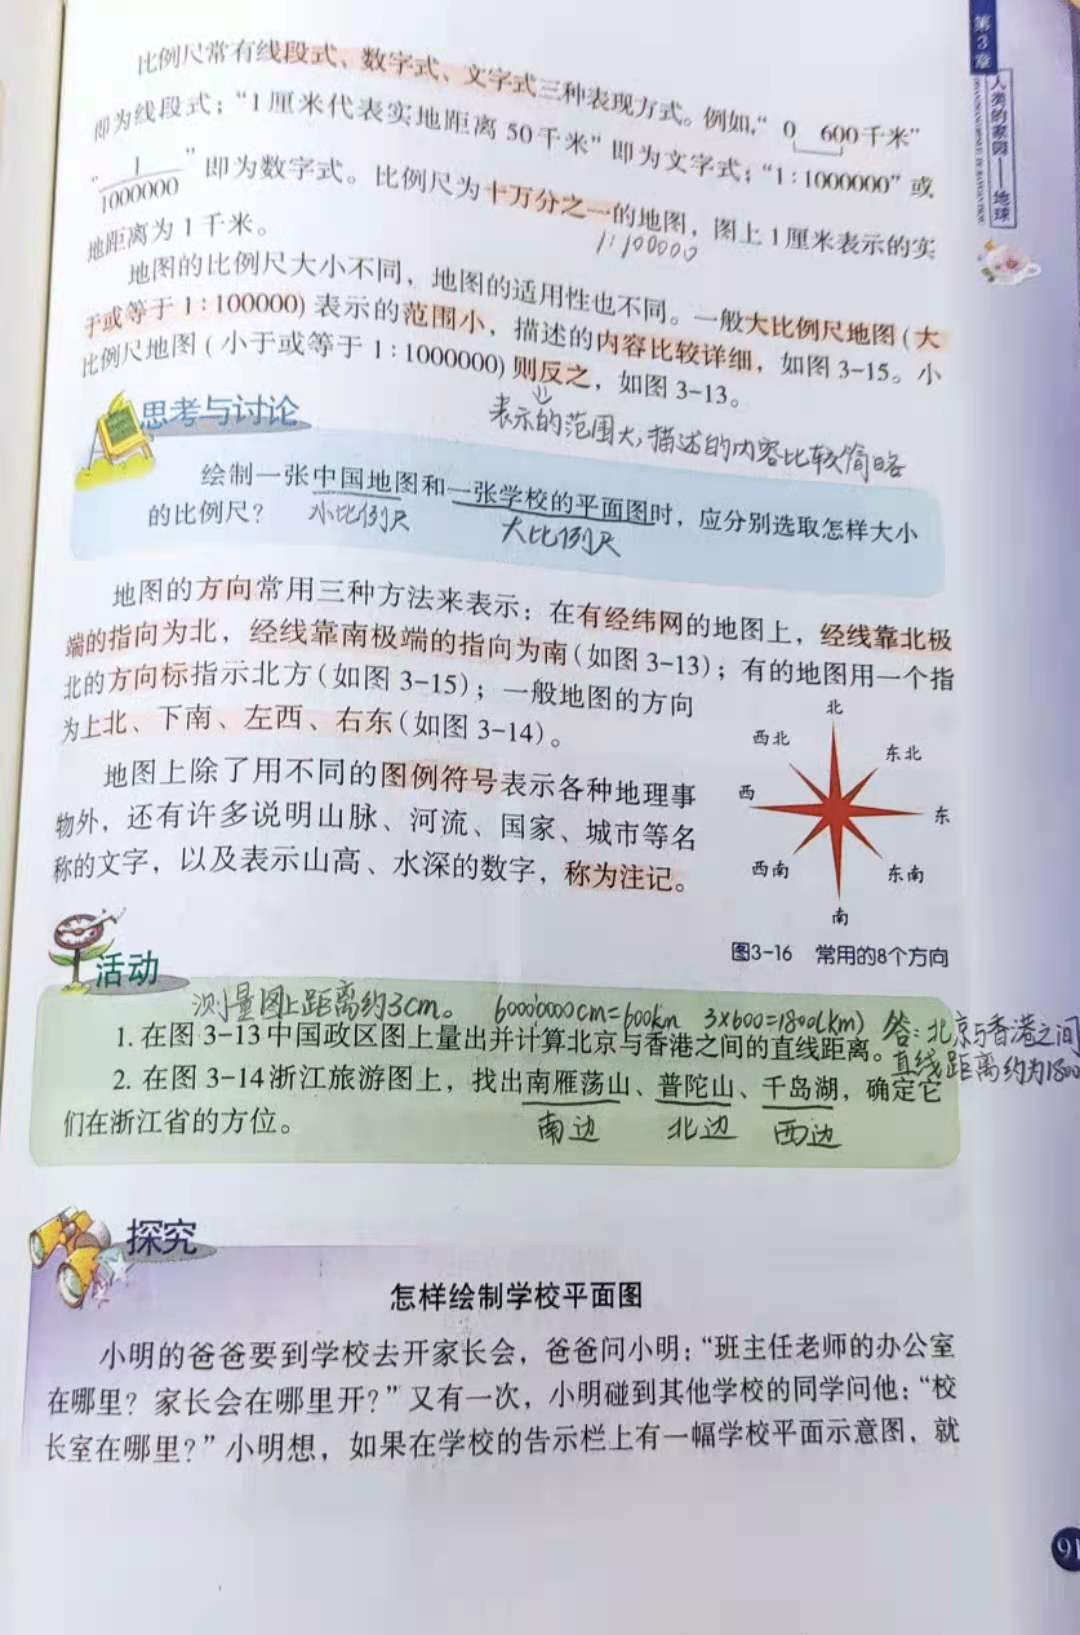 第3章
人类的家园——地球
比例尺常有线段式、数字式、文字式三种表现方式。例如,“ 0 600千米”
即为线段式;“1厘米代表实地距离50千米”即为文字式;“1:1000000”或
“ 1/1000000 ”即为数字式。比例尺为十万分之一的地图,图上1厘米表示的实
1:100000
地距离为1千米。
地图的比例尺大小不同,地图的适用性也不同。一般大比例尺地图(大
于或等于1:100000)表示的范围小,描述的内容比较详细,如图3-15。小
比例尺地图(小于或等于1:1000000)则反之,如图3-13。
表示的范围大,描述的内容比较简略
思考与讨论
绘制一张中国地图和一张学校的平面图时,应分别选取怎样大小
的比例尺?
小比例尺
大比例尺
地图的方向常用三种方法来表示:在有经纬网的地图上,经线靠北极
端的指向为北,经线靠南极端的指向为南(如图3-13);有的地图用一个指
北的方向标指示北方(如图3-15);一般地图的方向
为上北、下南、左西、右东(如图3-14)。
地图上除了用不同的图例符号表示各种地理事
物外,还有许多说明山脉、河流、国家、城市等名
称的文字,以及表示山高、水深的数字,称为注记。
北
西北
东北
西
东
西南
东南
南
图3-16 常用的8个方向
活动
测量图上距离约3cm。 60000000cm=600km 3×600=1800(km) 答:北京与香港之间
直线距离约为1800
1. 在图3-13中国政区图上量出并计算北京与香港之间的直线距离。
2. 在图3-14浙江旅游图上,找出南雁荡山、普陀山、千岛湖,确定它
们在浙江省的方位。
南边 北边 西边
探究
怎样绘制学校平面图
小明的爸爸要到学校去开家长会,爸爸问小明:“班主任老师的办公室
在哪里?家长会在哪里开?”又有一次,小明碰到其他学校的同学问他:“校
长室在哪里?”小明想,如果在学校的告示栏上有一幅学校平面示意图,就
91